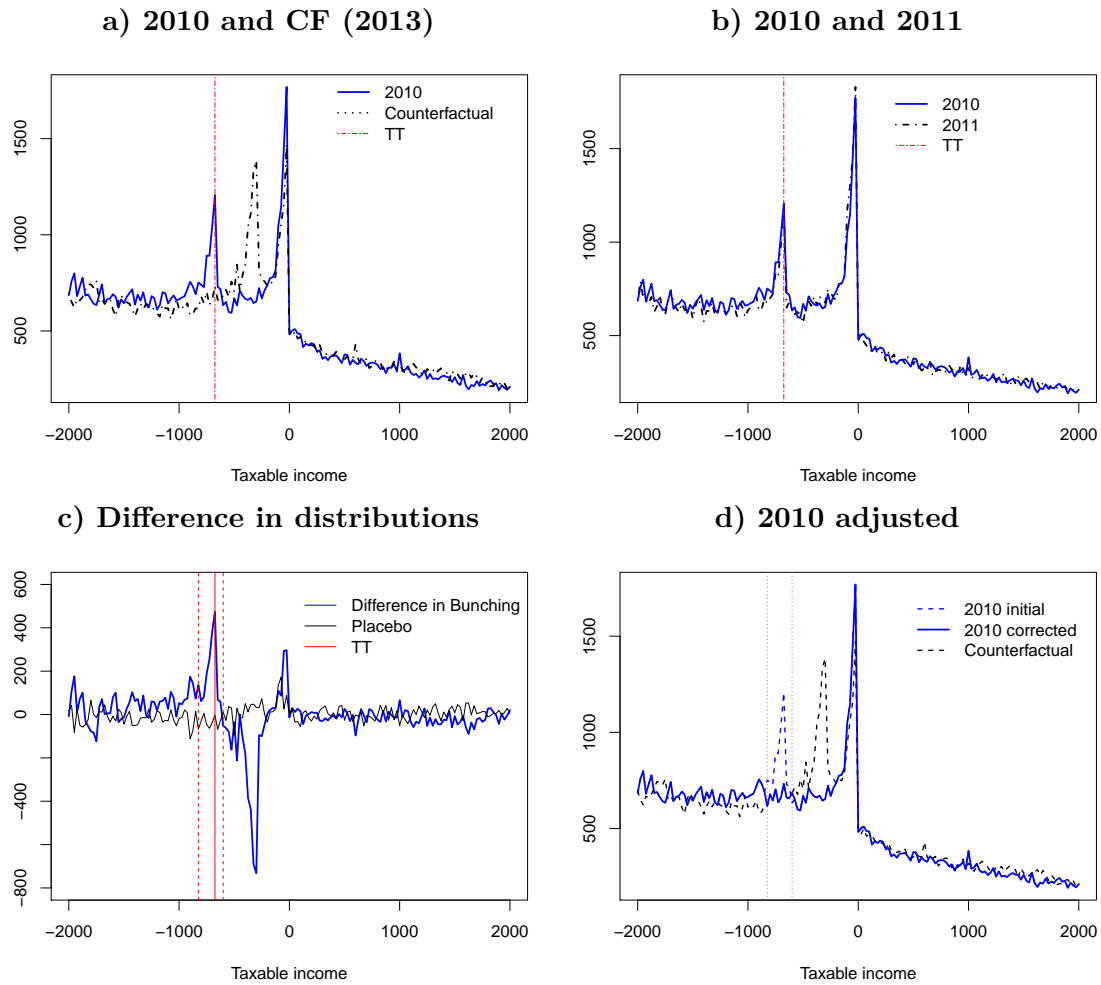 a) 2010 and CF (2013)
2010
Counterfactual
TT
500
1000
1500
−2000
−1000
0
1000
2000
Taxable income
b) 2010 and 2011
2010
2011
TT
500
1000
1500
−2000
−1000
0
1000
2000
Taxable income
c) Difference in distributions
Difference in Bunching
Placebo
TT
−800
−400
0
200
400
600
−2000
−1000
0
1000
2000
Taxable income
d) 2010 adjusted
2010 initial
2010 corrected
Counterfactual
500
1000
1500
−2000
−1000
0
1000
2000
Taxable income